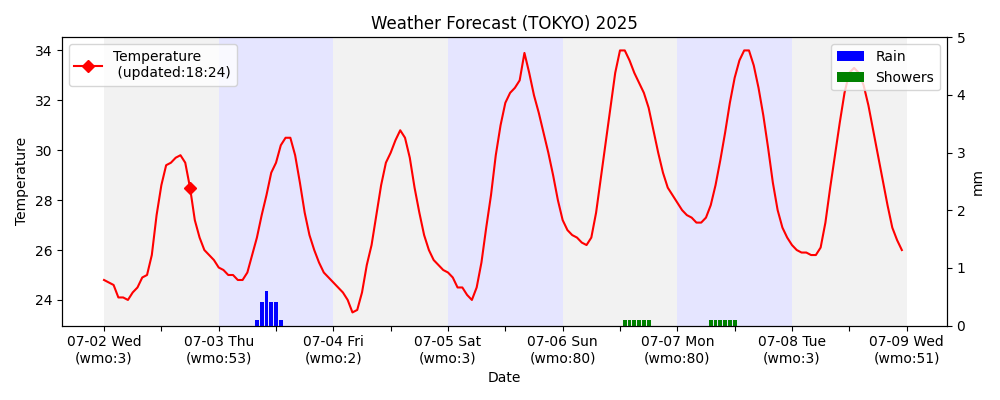 Weather Forecast (TOKYO) 2025
Temperature
(updated:18:24)
Rain
Showers
34
32
30
28
26
24
Temperature
5
4
3
2
1
0
mm
07-02 Wed
(wmo:3)
07-03 Thu
(wmo:53)
07-04 Fri
(wmo:2)
07-05 Sat
(wmo:3)
07-06 Sun
(wmo:80)
07-07 Mon
(wmo:80)
07-08 Tue
(wmo:3)
07-09 Wed
(wmo:51)
Date